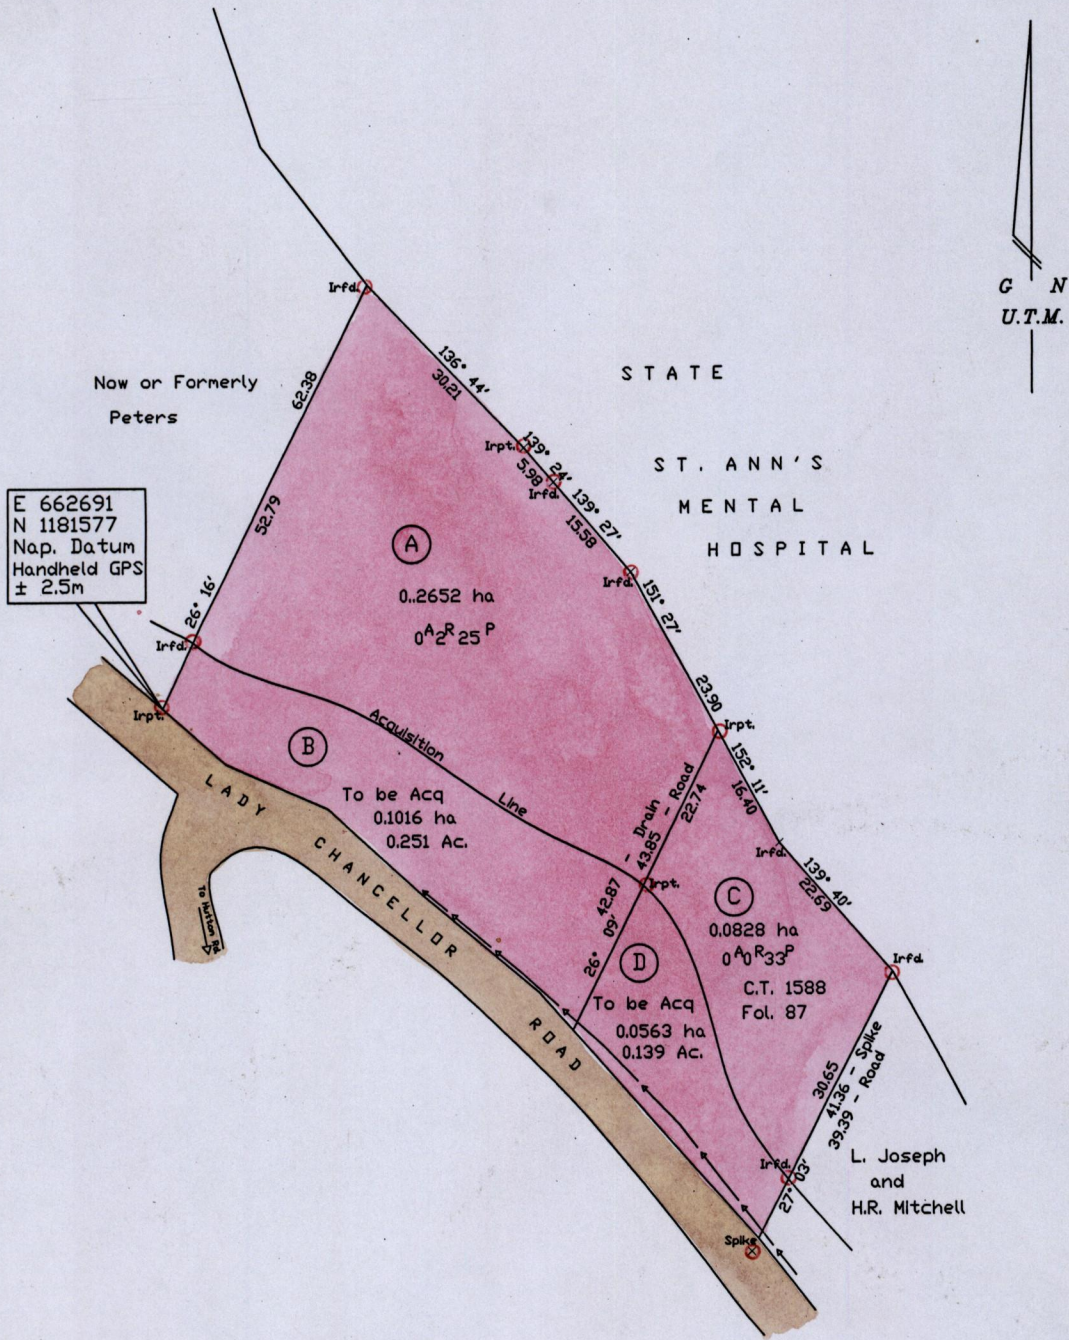 G N
U.T.M.
Irfd.
136° 44'
30.21
STATE
Now or Formerly
Peters
62.38
Irpt.
139° 24'
5.98
Irfd.
139° 27'
15.58
ST. ANN'S
MENTAL
HOSPITAL
E 662691
N 1181577
Nap. Datum
Handheld GPS
± 2.5m
52.79
A
0..2652 ha
0A2R25P
Irfd.
151° 27'
23.90
26° 16'
Irfd.
Irpt.
Irpt.
152° 11'
16.40
Acquisition
Line
B
To be Acq
0.1016 ha
0.251 Ac.
42.87 - Drain
43.85 - Road
22.74
26° 09'
Irpt.
Irfd.
139° 40'
22.69
C
0.0828 ha
0A0R33P
C.T. 1588
Fol. 87
Irfd.
D
To be Acq
0.0563 ha
0.139 Ac.
LADY
CHANCELLOR
ROAD
To Hutton Rd.
30.65
41.36 - Spike
39.39 - Road
Irfd.
27° 03'
L. Joseph
and
H.R. Mitchell
Spike